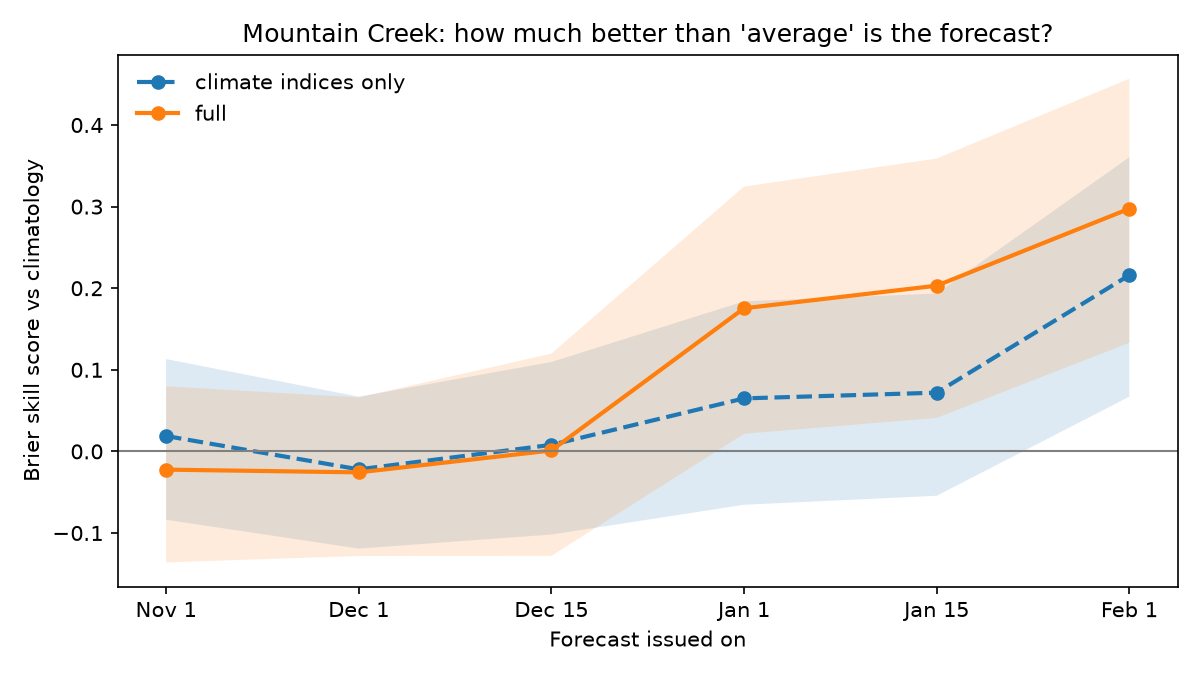 Mountain Creek: how much better than 'average' is the forecast?
climate indices only
full
Brier skill score vs climatology
0.4
0.3
0.2
0.1
0.0
−0.1
Nov 1
Dec 1
Dec 15
Jan 1
Jan 15
Feb 1
Forecast issued on